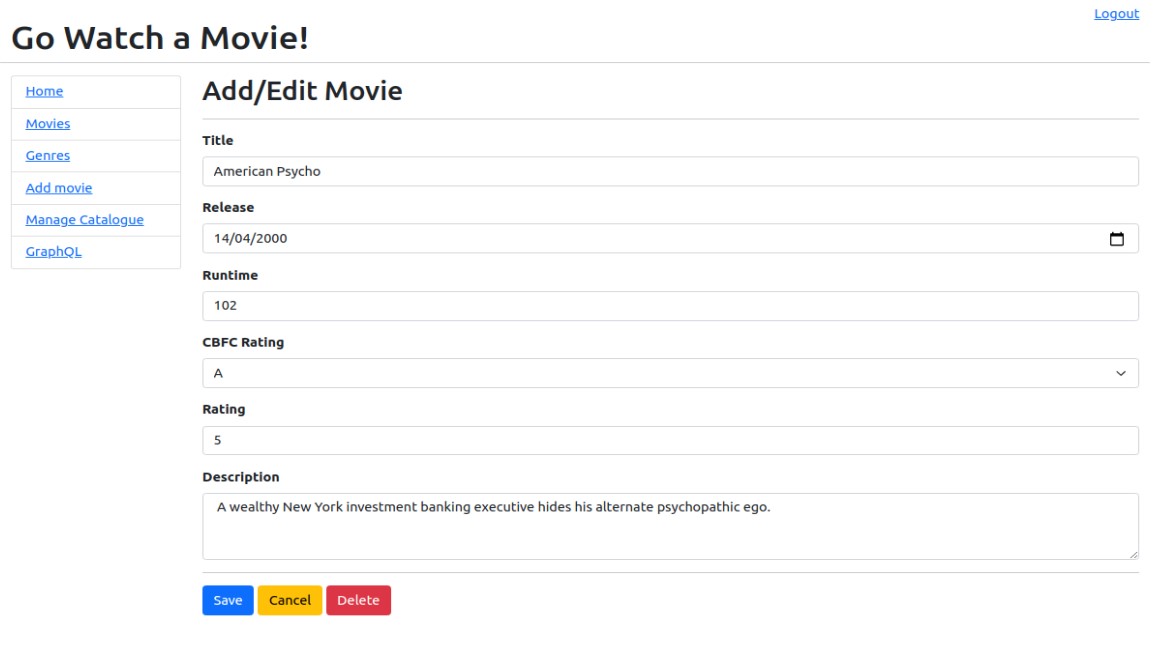 Logout
Go Watch a Movie!
Home
Movies
Genres
Add movie
Manage Catalogue
GraphQL
Add/Edit Movie
Title
American Psycho
Release
14/04/2000
Runtime
102
CBFC Rating
A
Rating
5
Description
A wealthy New York investment banking executive hides his alternate psychopathic ego.
Save Cancel Delete